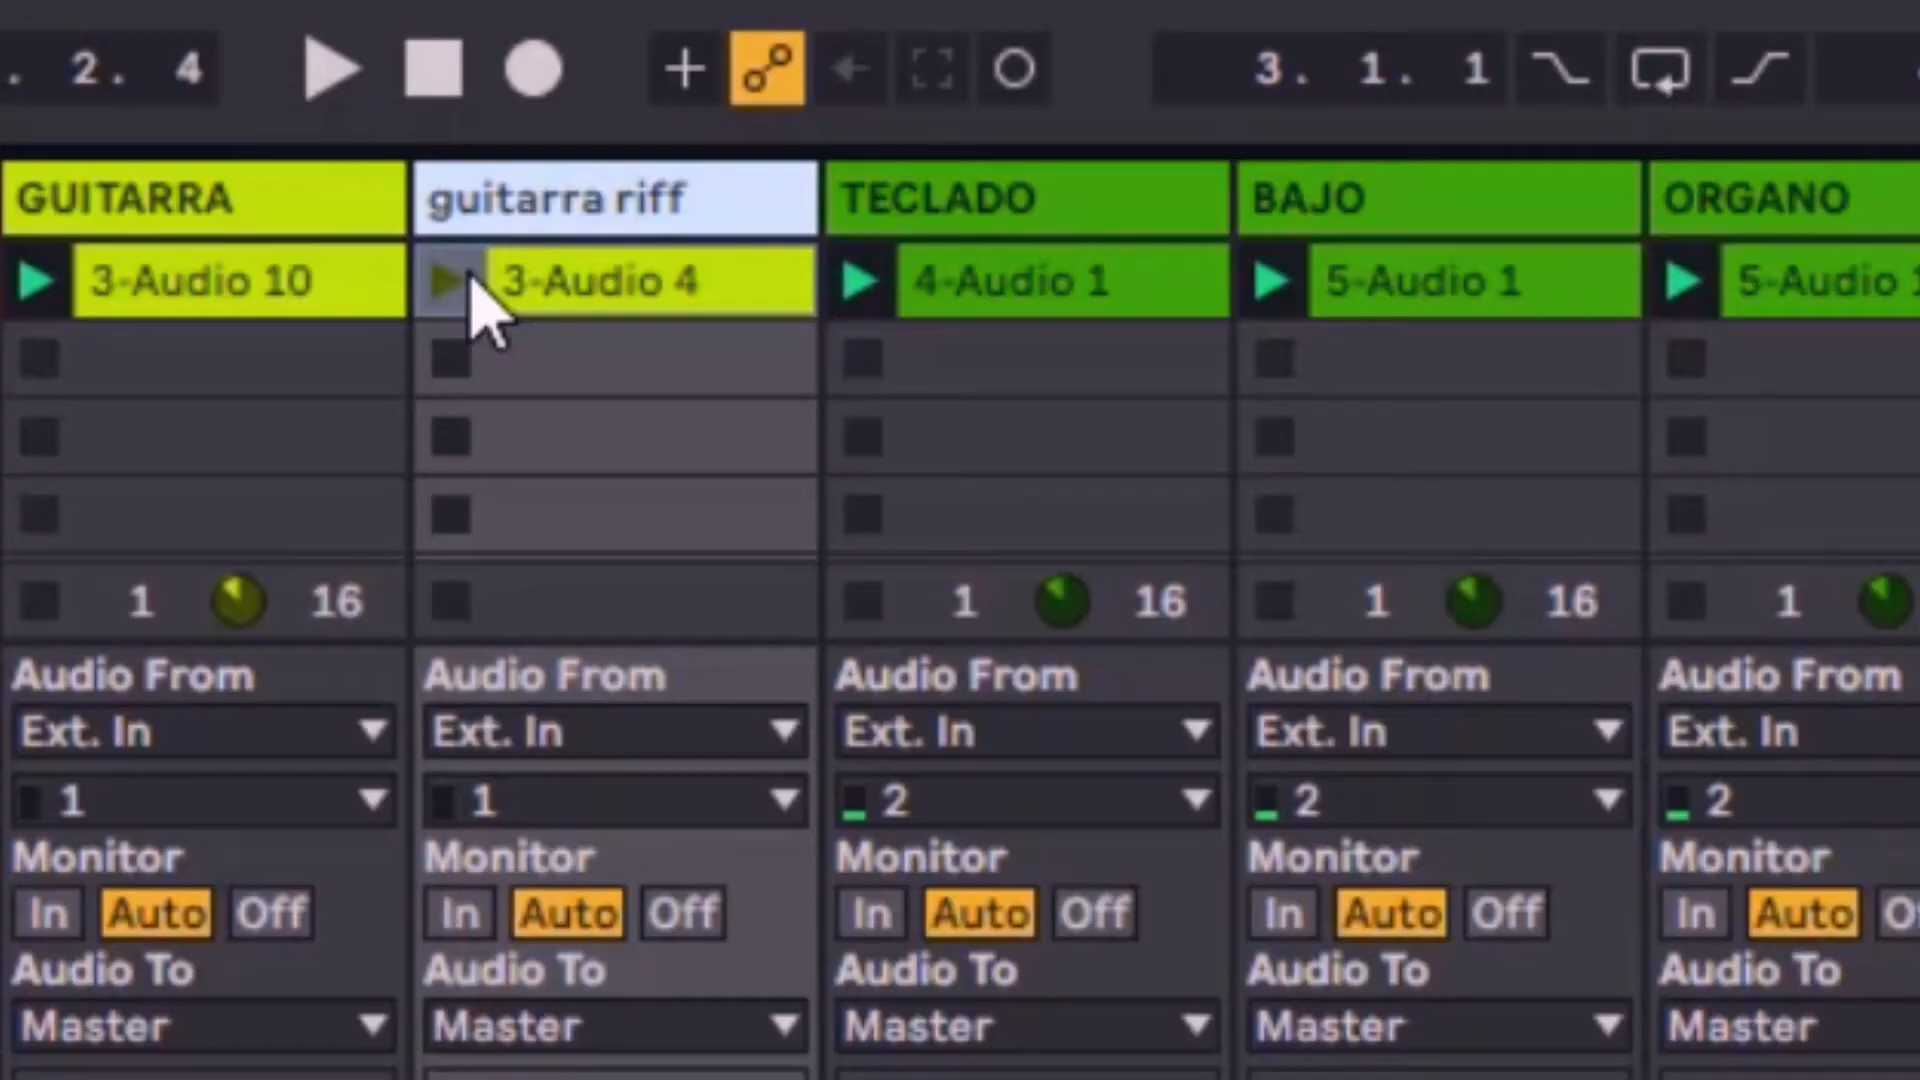 . 2. 4 3. 1. 1
GUITARRA guitarra riff TECLADO BAJO ORGANO
3-Audio 10 3-Audio 4 4-Audio 1 5-Audio 1 5-Audio 1
1 16 1 16 1 16 1
Audio From Audio From Audio From Audio From Audio From
Ext. In Ext. In Ext. In Ext. In Ext. In
1 1 2 2 2
Monitor Monitor Monitor Monitor Monitor
In Auto Off In Auto Off In Auto Off In Auto Off In Auto
Audio To Audio To Audio To Audio To Audio To
Master Master Master Master Master